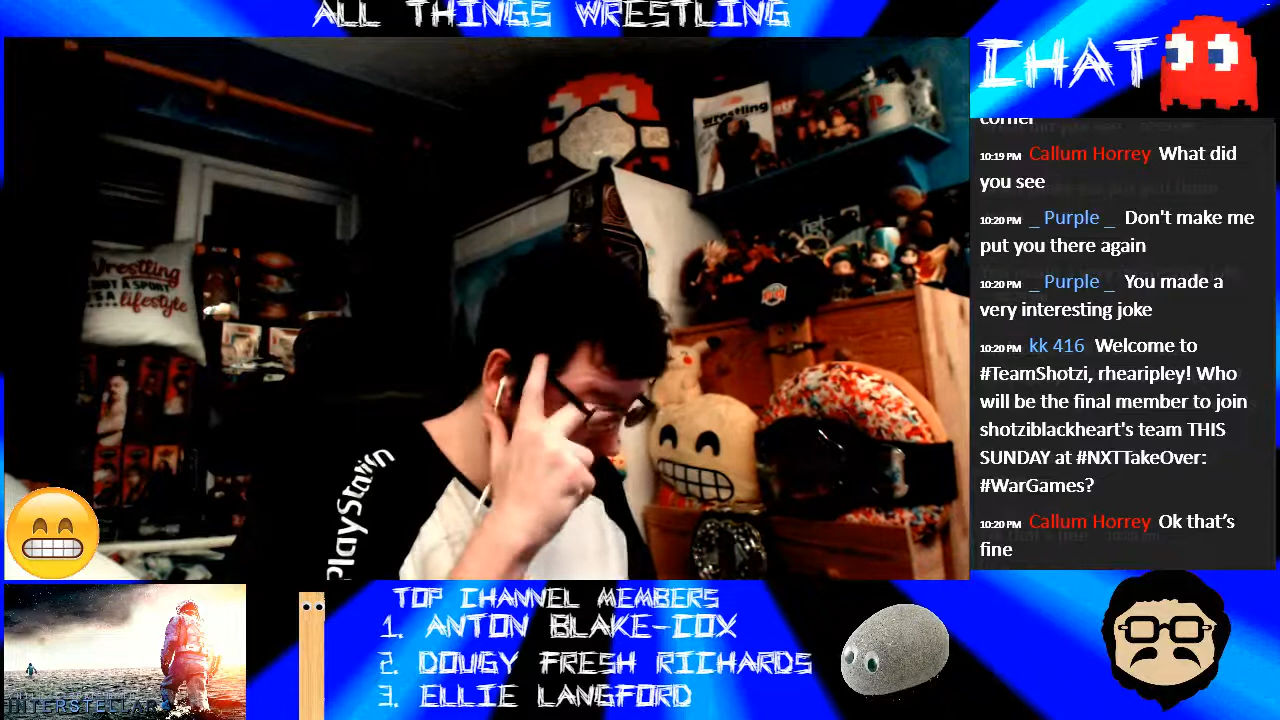 ALL THINGS WRESTLING
CHAT
corner
10:19 PM Callum Horrey What did
you see
10:20 PM _ Purple _ Don't make me
put you there again
10:20 PM _ Purple _ You made a
very interesting joke
10:20 PM kk 416 Welcome to
#TeamShotzi, rhearipley! Who
will be the final member to join
shotziblackheart's team THIS
SUNDAY at #NXTTakeOver:
#WarGames?
10:20 PM Callum Horrey Ok that's
fine
wrestling
Wrestling
NOT A SPORT
IT'S A lifestyle
PlayStation
INTERSTELLAR
TOP CHANNEL MEMBERS
1. ANTON BLAKE-COX
2. DOUGY FRESH RICHARDS
3. ELLIE LANGFORD